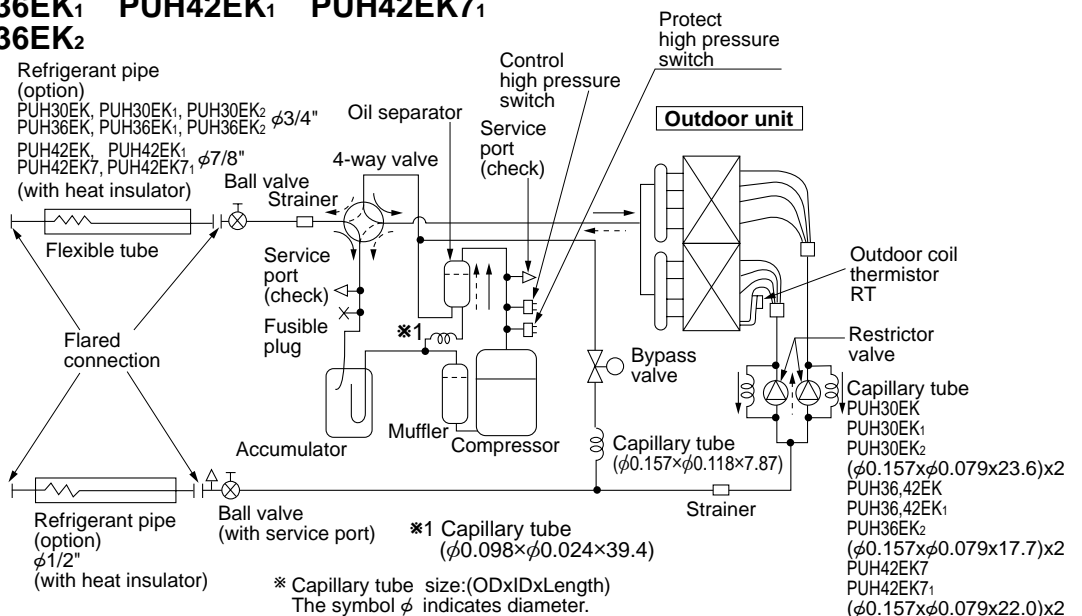 36EK₁ PUH42EK₁ PUH42EK7₁
36EK₂
Refrigerant pipe
(option)
PUH30EK, PUH30EK₁, PUH30EK₂
PUH36EK, PUH36EK₁, PUH36EK₂ φ3/4"
PUH42EK, PUH42EK₁
PUH42EK7, PUH42EK7₁ φ7/8"
(with heat insulator)
Ball valve
Strainer
4-way valve
Oil separator
Control
high pressure
switch
Service
port
(check)
Protect
high pressure
switch
Outdoor unit
Flexible tube
Service
port
(check)
Fusible
plug
Flared
connection
※1
Accumulator
Muffler
Compressor
Bypass
valve
Capillary tube
(φ0.157×φ0.118×7.87)
Outdoor coil
thermistor
RT
Restrictor
valve
Capillary tube
PUH30EK
PUH30EK₁
PUH30EK₂
(φ0.157xφ0.079x23.6)x2
PUH36,42EK
PUH36,42EK₁
PUH36EK₂
(φ0.157xφ0.079x17.7)x2
PUH42EK7
PUH42EK7₁
(φ0.157xφ0.079x22.0)x2
Strainer
Refrigerant pipe
(option)
φ1/2"
(with heat insulator)
Ball valve
(with service port)
※1 Capillary tube
(φ0.098×φ0.024×39.4)
※ Capillary tube size:(ODxIDxLength)
The symbol φ indicates diameter.